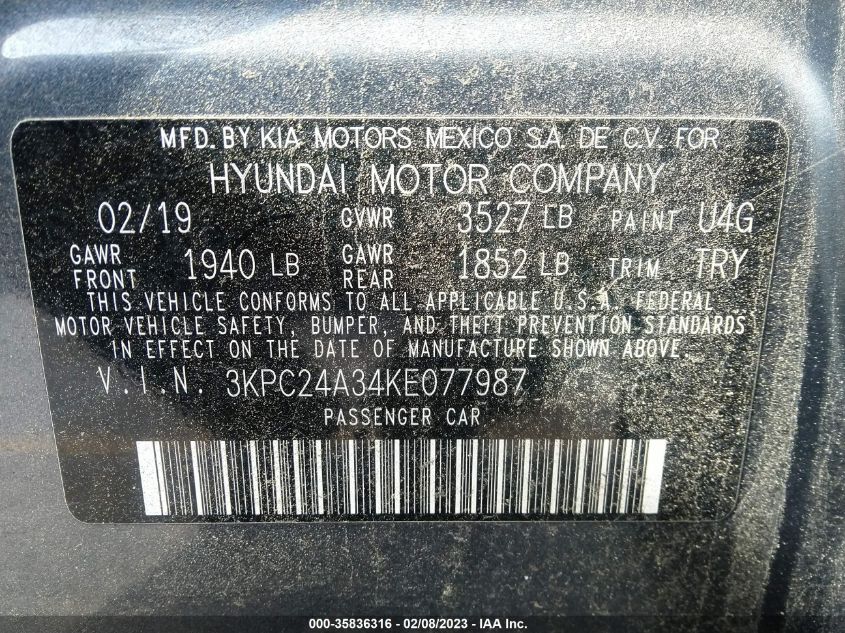 MFD. BY KIA MOTORS MEXICO S.A. DE C.V. FOR
HYUNDAI MOTOR COMPANY
02/19 GVWR 3527 LB PAINT U4G
GAWR FRONT 1940 LB GAWR REAR 1852 LB TRIM TRY
THIS VEHICLE CONFORMS TO ALL APPLICABLE U.S.A. FEDERAL
MOTOR VEHICLE SAFETY, BUMPER, AND THEFT PREVENTION STANDARDS
IN EFFECT ON THE DATE OF MANUFACTURE SHOWN ABOVE.
V.I.N. 3KPC24A34KE077987
PASSENGER CAR
000-35836316 - 02/08/2023 - IAA Inc.